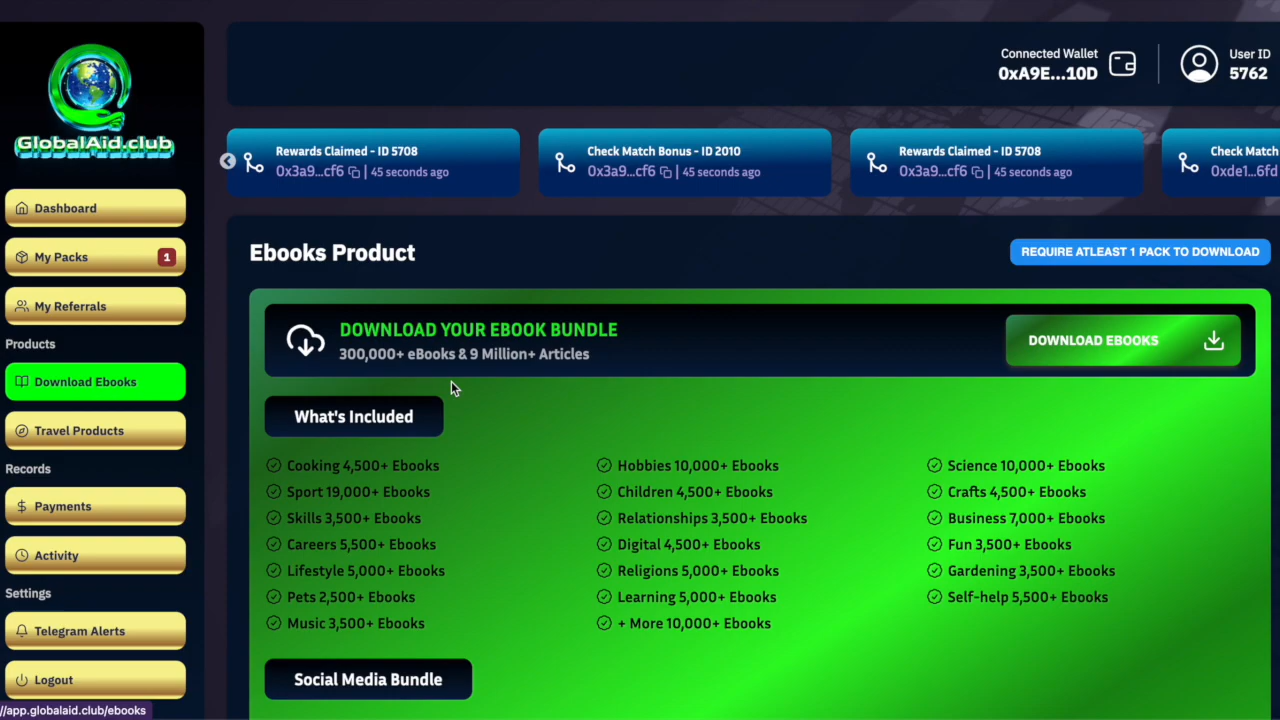 GlobalAid.club
Dashboard
My Packs
1
My Referrals
Products
Download Ebooks
Travel Products
Records
Payments
Activity
Settings
Telegram Alerts
Logout
//app.globalaid.club/ebooks
Connected Wallet
0xA9E...10D
User ID
5762
Rewards Claimed - ID 5708
0x3a9...cf6 | 45 seconds ago
Check Match Bonus - ID 2010
0x3a9...cf6 | 45 seconds ago
Rewards Claimed - ID 5708
0x3a9...cf6 | 45 seconds ago
Check Match
0xde1...6fd
Ebooks Product
REQUIRE ATLEAST 1 PACK TO DOWNLOAD
DOWNLOAD YOUR EBOOK BUNDLE
300,000+ eBooks & 9 Million+ Articles
DOWNLOAD EBOOKS
What's Included
Cooking 4,500+ Ebooks
Sport 19,000+ Ebooks
Skills 3,500+ Ebooks
Careers 5,500+ Ebooks
Lifestyle 5,000+ Ebooks
Pets 2,500+ Ebooks
Music 3,500+ Ebooks
Hobbies 10,000+ Ebooks
Children 4,500+ Ebooks
Relationships 3,500+ Ebooks
Digital 4,500+ Ebooks
Religions 5,000+ Ebooks
Learning 5,000+ Ebooks
+ More 10,000+ Ebooks
Science 10,000+ Ebooks
Crafts 4,500+ Ebooks
Business 7,000+ Ebooks
Fun 3,500+ Ebooks
Gardening 3,500+ Ebooks
Self-help 5,500+ Ebooks
Social Media Bundle